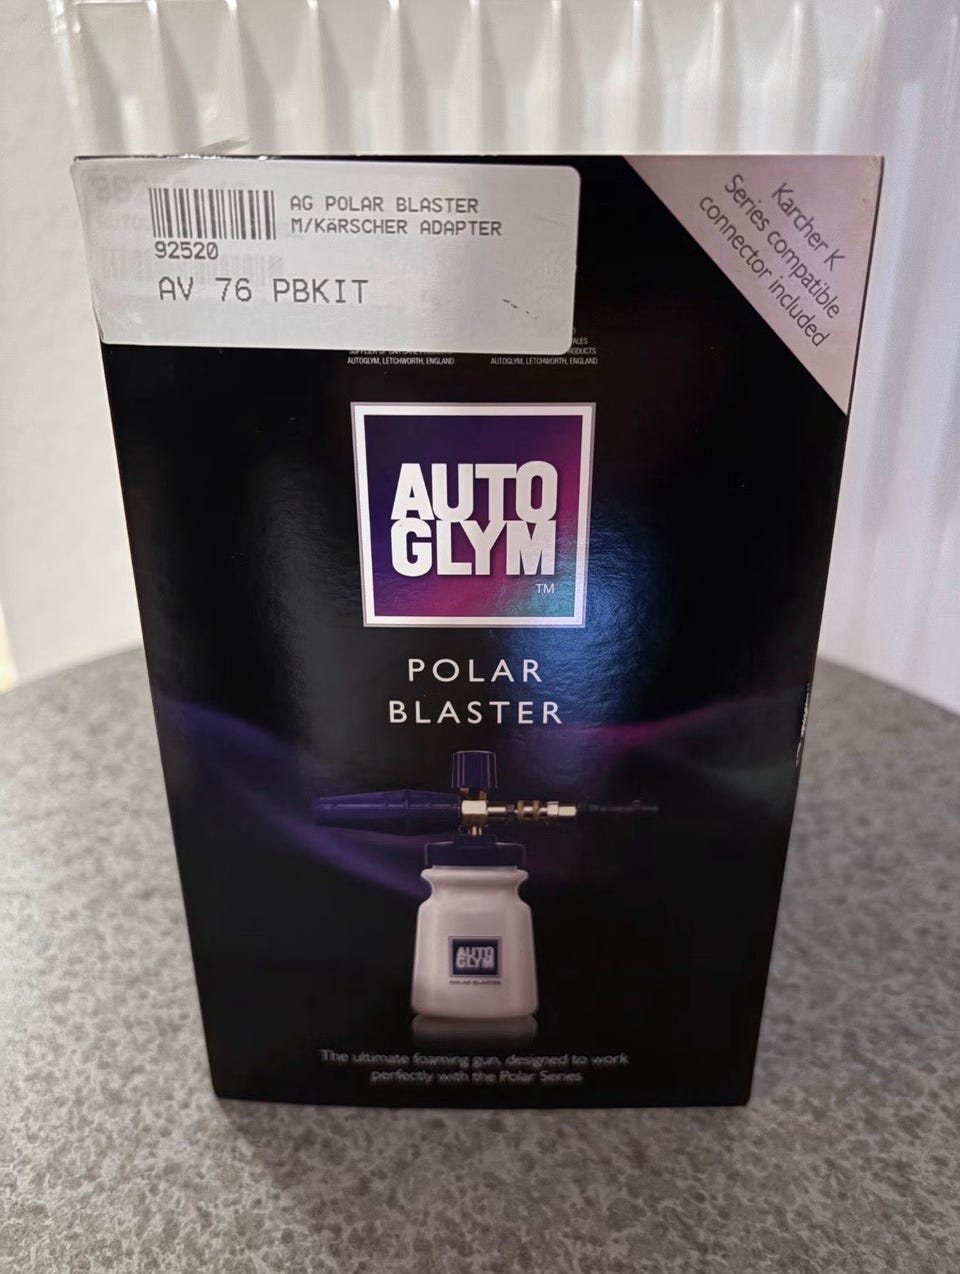 AG POLAR BLASTER
M/KÄRSCHER ADAPTER
92520
AV 76 PBKIT
Karcher K
Series compatible
connector included
AUTOGLYM, LETCHWORTH, ENGLAND
AUTOGLYM, LETCHWORTH, ENGLAND
AUTO
GLYM
TM
POLAR
BLASTER
AUTO
GLYM
POLAR BLASTER
The ultimate foaming gun, designed to work
perfectly with the Polar Series